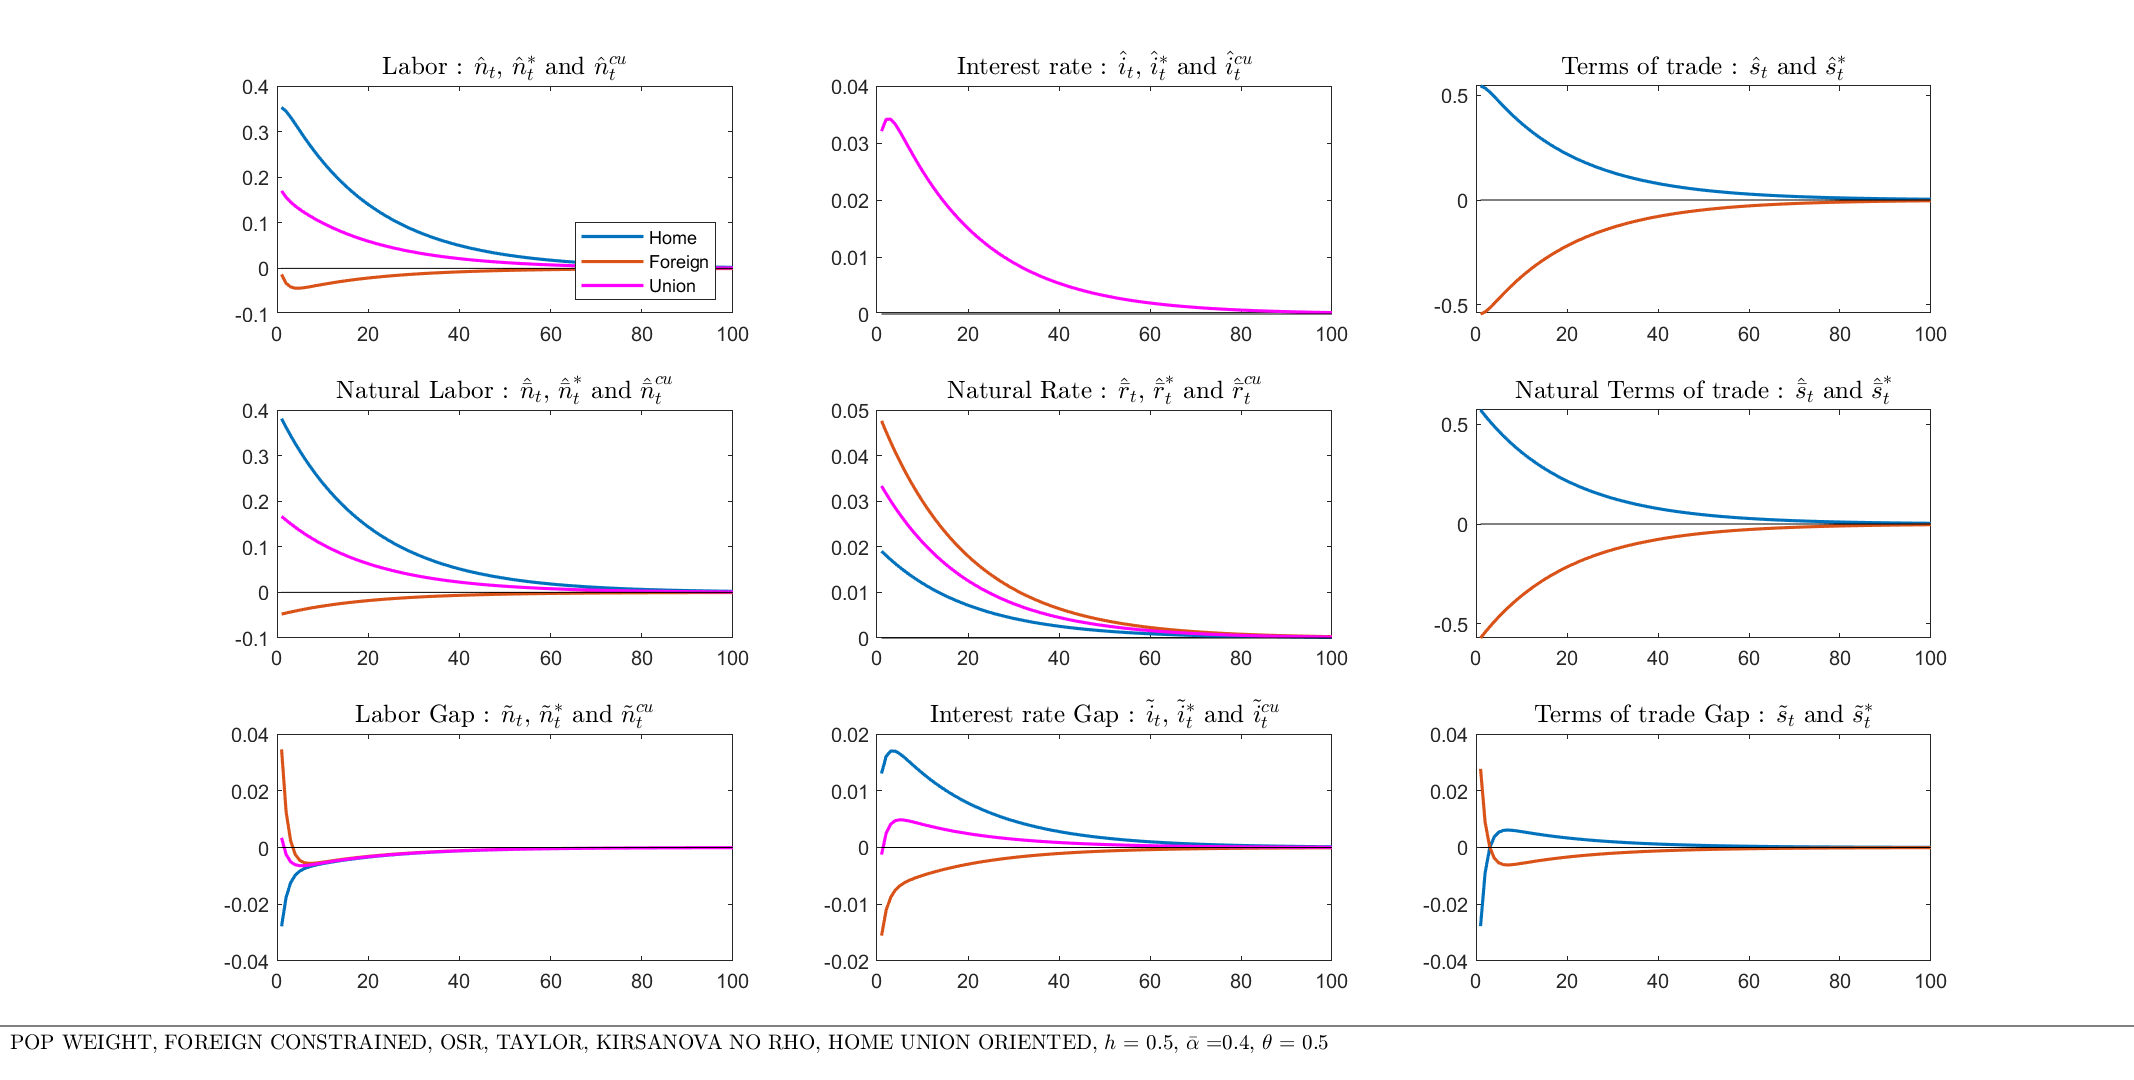 Labor : n̂ₜ, n̂ₜ* and n̂ₜᶜᵘ
0.4
0.3
0.2
0.1
0
-0.1
0 20 40 60 80 100
Home
Foreign
Union
Interest rate : îₜ, îₜ* and îₜᶜᵘ
0.04
0.03
0.02
0.01
0
0 20 40 60 80 100
Terms of trade : ŝₜ and ŝₜ*
0.5
0
-0.5
0 20 40 60 80 100
Natural Labor : n̄̂ₜ, n̄̂ₜ* and n̄̂ₜᶜᵘ
0.4
0.3
0.2
0.1
0
-0.1
0 20 40 60 80 100
Natural Rate : r̄̂ₜ, r̄̂ₜ* and r̄̂ₜᶜᵘ
0.05
0.04
0.03
0.02
0.01
0
0 20 40 60 80 100
Natural Terms of trade : s̄̂ₜ and s̄̂ₜ*
0.5
0
-0.5
0 20 40 60 80 100
Labor Gap : ñₜ, ñₜ* and ñₜᶜᵘ
0.04
0.02
0
-0.02
-0.04
0 20 40 60 80 100
Interest rate Gap : ĩₜ, ĩₜ* and ĩₜᶜᵘ
0.02
0.01
0
-0.01
-0.02
0 20 40 60 80 100
Terms of trade Gap : s̃ₜ and s̃ₜ*
0.04
0.02
0
-0.02
-0.04
0 20 40 60 80 100
POP WEIGHT, FOREIGN CONSTRAINED, OSR, TAYLOR, KIRSANOVA NO RHO, HOME UNION ORIENTED, h = 0.5, ᾱ =0.4, θ = 0.5